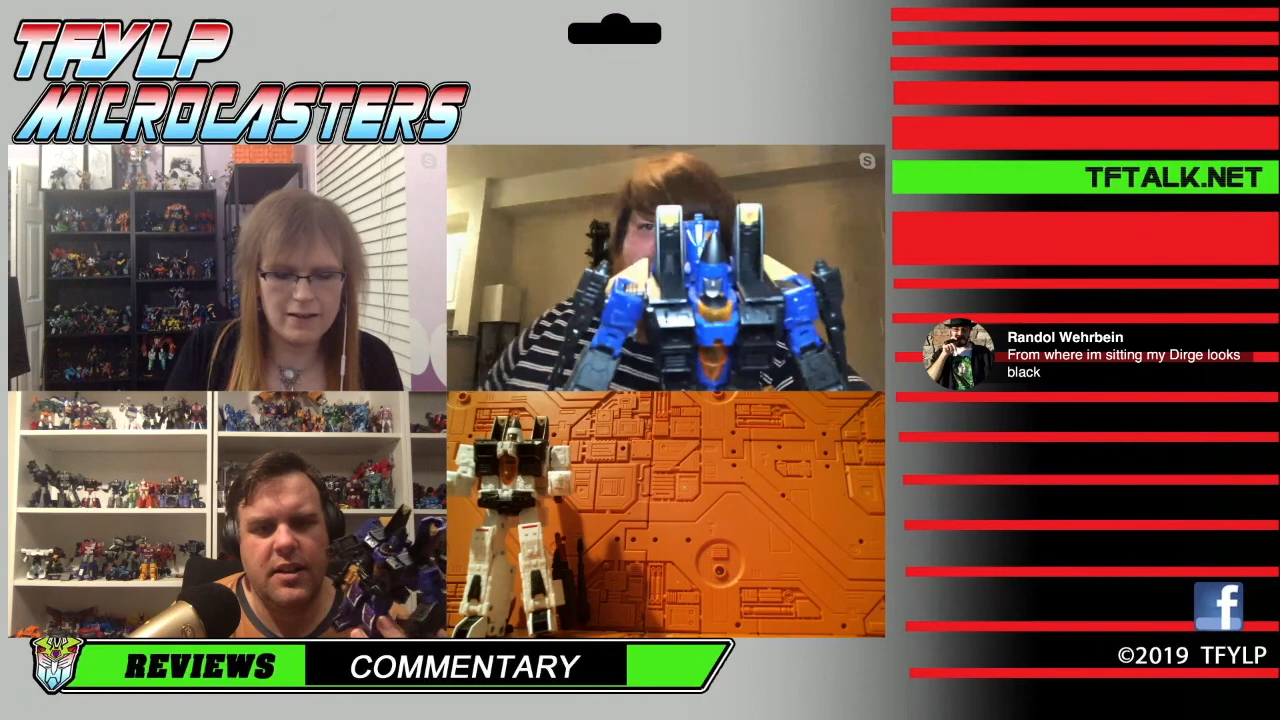 TFYLP
MICROCASTERS
TFTALK.NET
Randol Wehrbein
From where im sitting my Dirge looks
black
f
©2019 TFYLP
REVIEWS
COMMENTARY